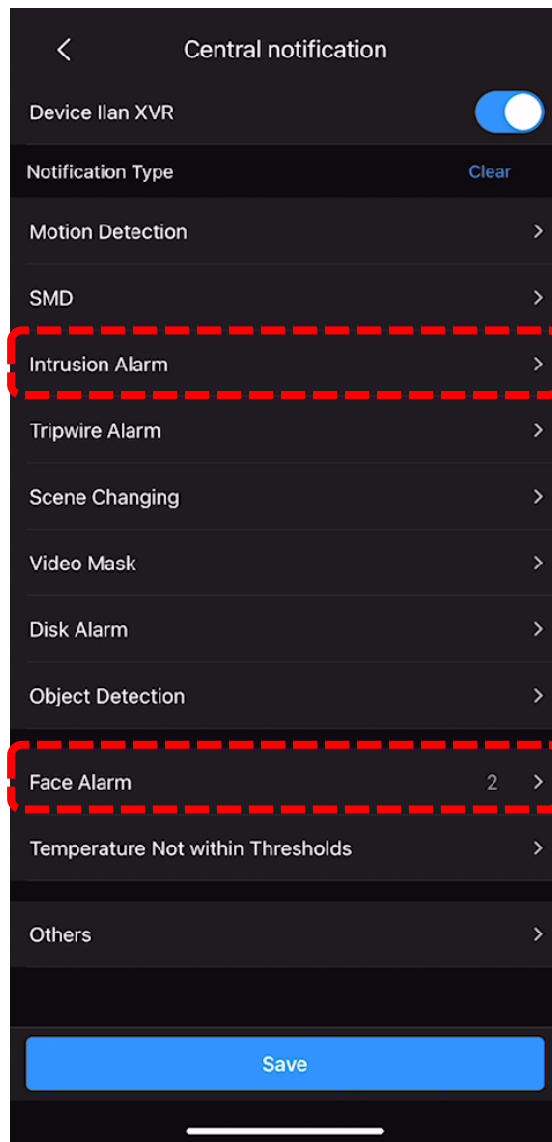 Central notification
Device Ilan XVR
Notification Type Clear
Motion Detection
SMD
Intrusion Alarm
Tripwire Alarm
Scene Changing
Video Mask
Disk Alarm
Object Detection
Face Alarm 2
Temperature Not within Thresholds
Others
Save